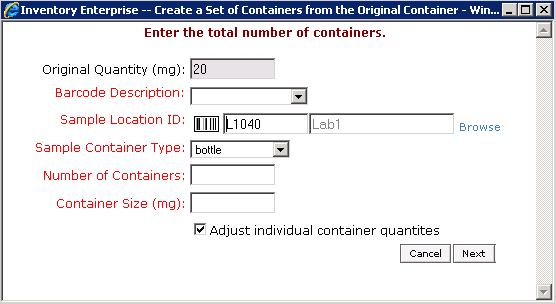 Inventory Enterprise -- Create a Set of Containers from the Original Container - Win...
Enter the total number of containers.
Original Quantity (mg): 20
Barcode Description:
Sample Location ID: L1040 Lab1 Browse
Sample Container Type: bottle
Number of Containers:
Container Size (mg):
Adjust individual container quantites
Cancel Next